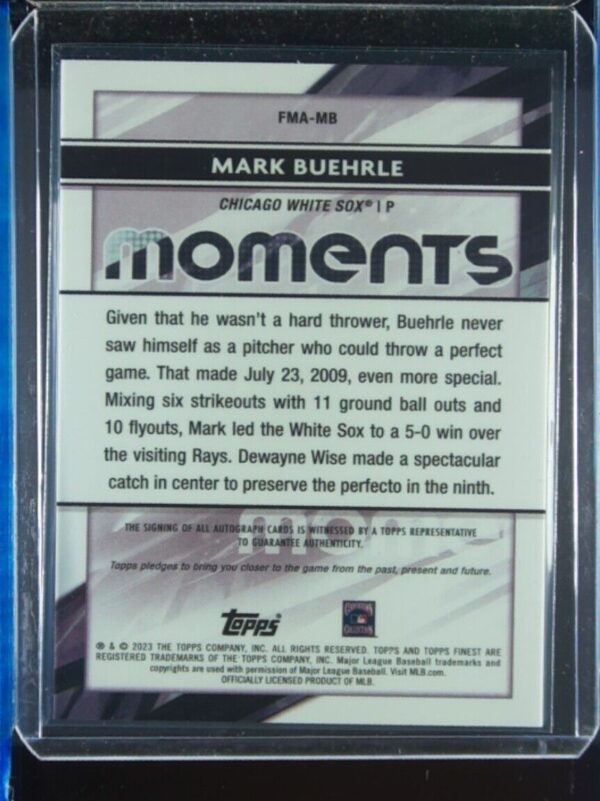 FMA-MB
MARK BUEHRLE
CHICAGO WHITE SOX® | P
moments
Given that he wasn't a hard thrower, Buehrle never
saw himself as a pitcher who could throw a perfect
game. That made July 23, 2009, even more special.
Mixing six strikeouts with 11 ground ball outs and
10 flyouts, Mark led the White Sox to a 5-0 win over
the visiting Rays. Dewayne Wise made a spectacular
catch in center to preserve the perfecto in the ninth.
THE SIGNING OF ALL AUTOGRAPH CARDS IS WITNESSED BY A TOPPS REPRESENTATIVE
TO GUARANTEE AUTHENTICITY.
Topps pledges to bring you closer to the game from the past, present and future.
Topps
® & © 2023 THE TOPPS COMPANY, INC. ALL RIGHTS RESERVED. TOPPS AND TOPPS FINEST ARE
REGISTERED TRADEMARKS OF THE TOPPS COMPANY, INC. Major League Baseball trademarks and
copyrights are used with permission of Major League Baseball. Visit MLB.com.
OFFICIALLY LICENSED PRODUCT OF MLB.